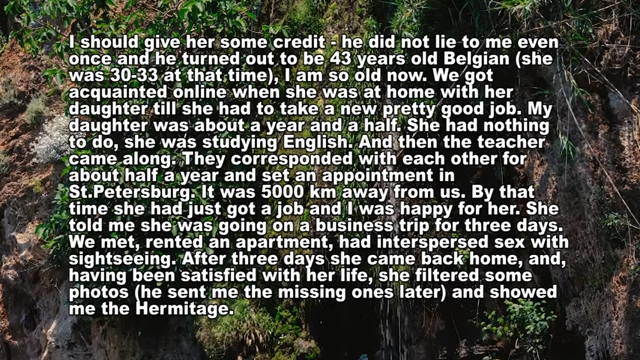 I should give her some credit - he did not lie to me even
once and he turned out to be 43 years old Belgian (she
was 30-33 at that time), I am so old now. We got
acquainted online when she was at home with her
daughter till she had to take a new pretty good job. My
daughter was about a year and a half. She had nothing
to do, she was studying English. And then the teacher
came along. They corresponded with each other for
about half a year and set an appointment in
St.Petersburg. It was 5000 km away from us. By that
time she had just got a job and I was happy for her. She
told me she was going on a business trip for three days.
We met, rented an apartment, had interspersed sex with
sightseeing. After three days she came back home, and,
having been satisfied with her life, she filtered some
photos (he sent me the missing ones later) and showed
me the Hermitage.